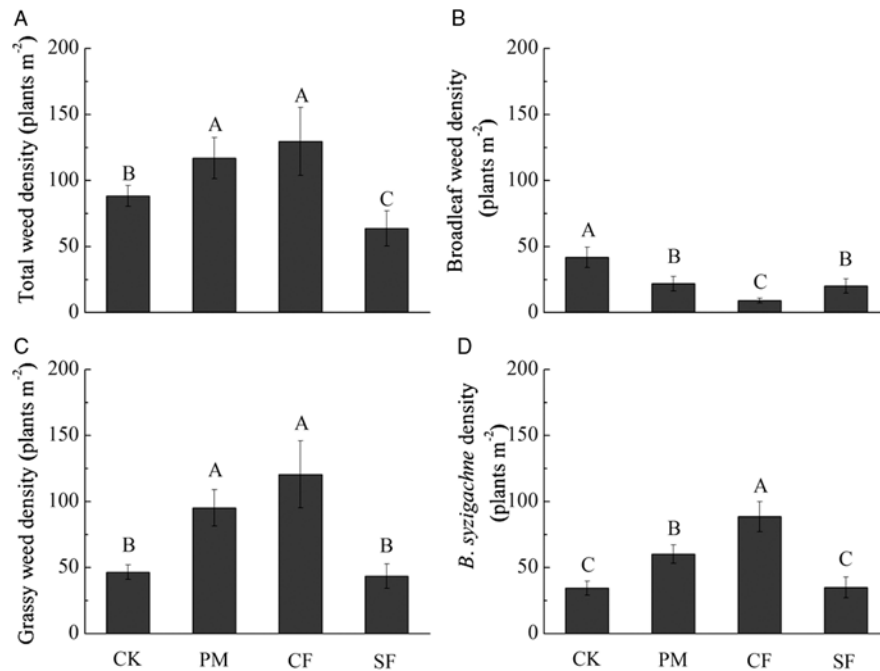 A
Total weed density (plants m-2)
200
150
100
50
0
B
A
A
C
B
Broadleaf weed density
(plants m-2)
200
150
100
50
0
A
B
C
B
C
Grassy weed density (plants m-2)
200
150
100
50
0
B
A
A
B
CK PM CF SF
D
B. syzigachne density
(plants m-2)
200
150
100
50
0
C
B
A
C
CK PM CF SF